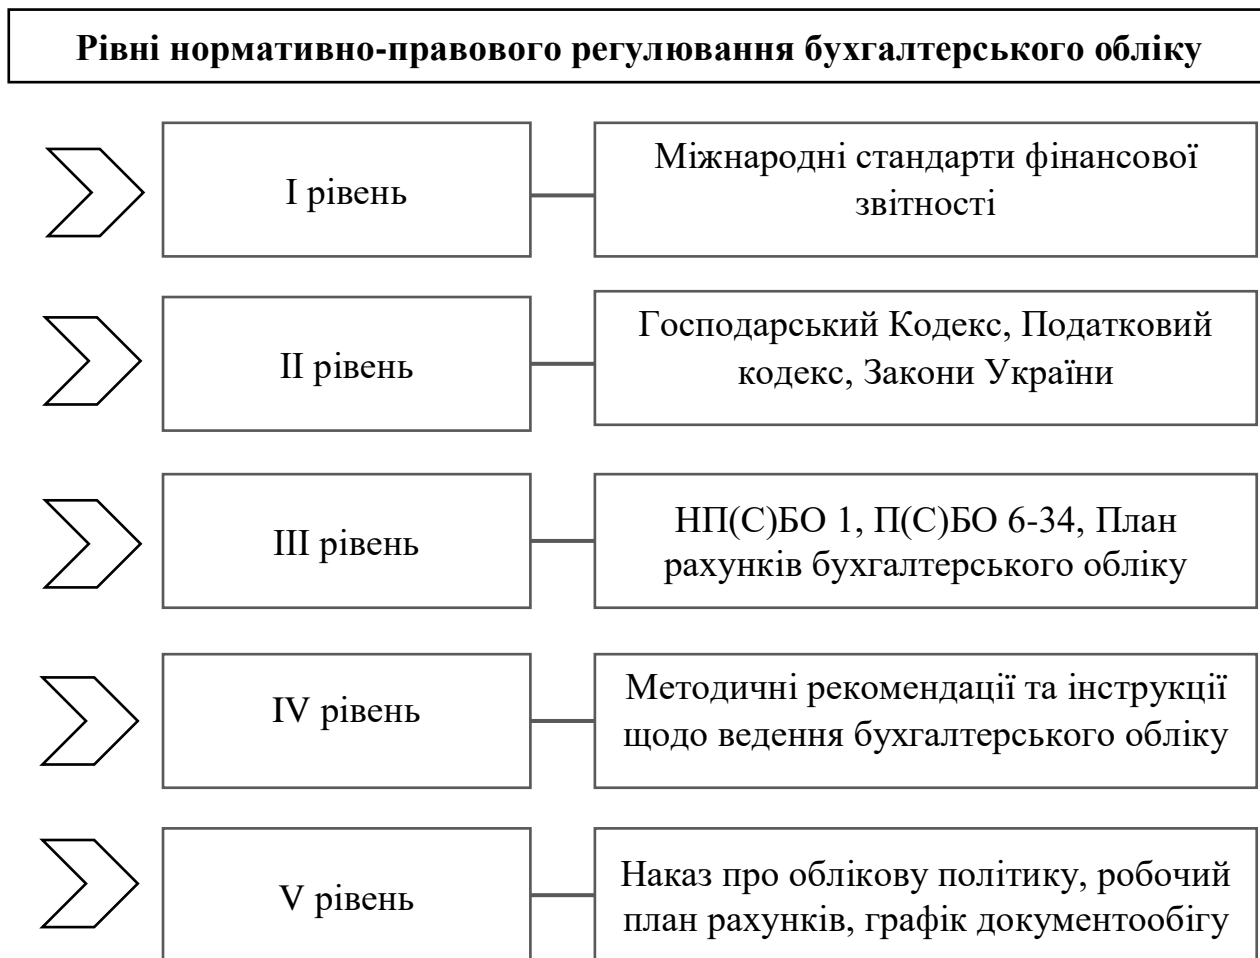 Рівні нормативно-правового регулювання бухгалтерського обліку
І рівень
Міжнародні стандарти фінансової
звітності
ІІ рівень
Господарський Кодекс, Податковий
кодекс, Закони України
ІІІ рівень
НП(С)БО 1, П(С)БО 6-34, План
рахунків бухгалтерського обліку
IV рівень
Методичні рекомендації та інструкції
щодо ведення бухгалтерського обліку
V рівень
Наказ про облікову політику, робочий
план рахунків, графік документообігу